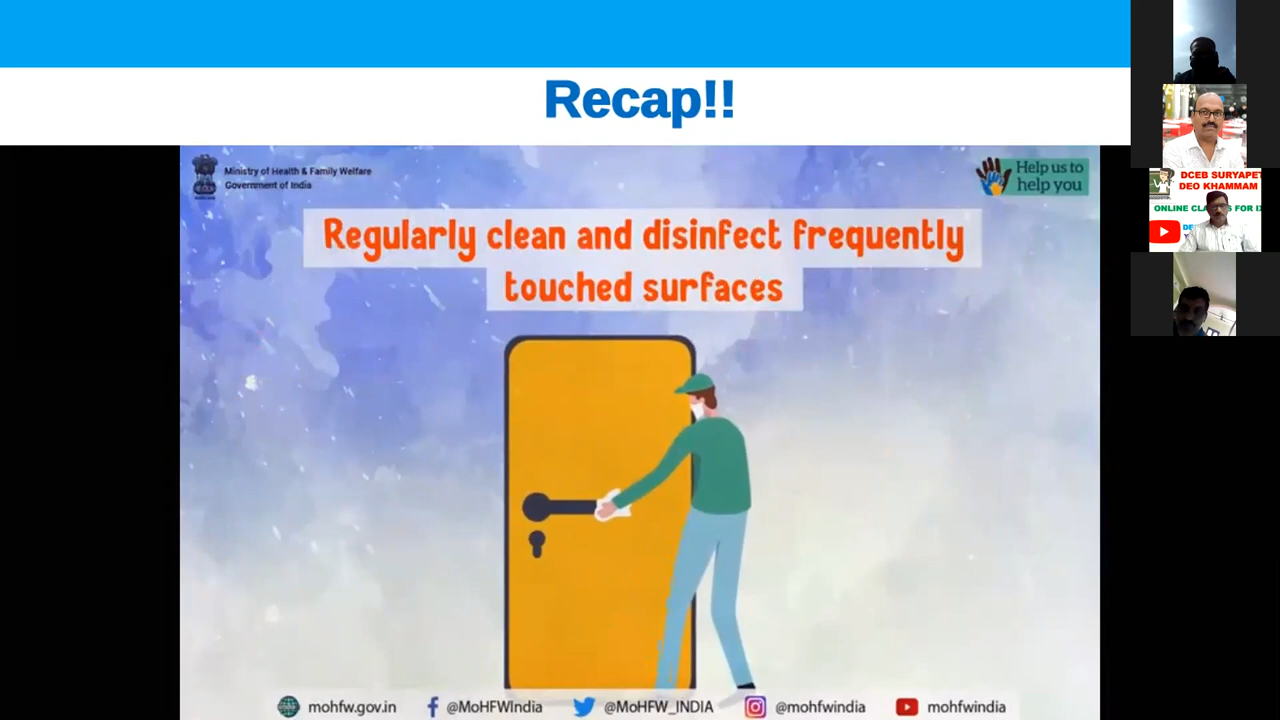 Recap!!
Ministry of Health & Family Welfare
Government of India
Help us to
help you
Regularly clean and disinfect frequently
touched surfaces
mohfw.gov.in
@MoHFWIndia
@MoHFW_INDIA
@mohfwindia
mohfwindia
DCEB SURYAPET
DEO KHAMMAM
ONLINE CLA FOR